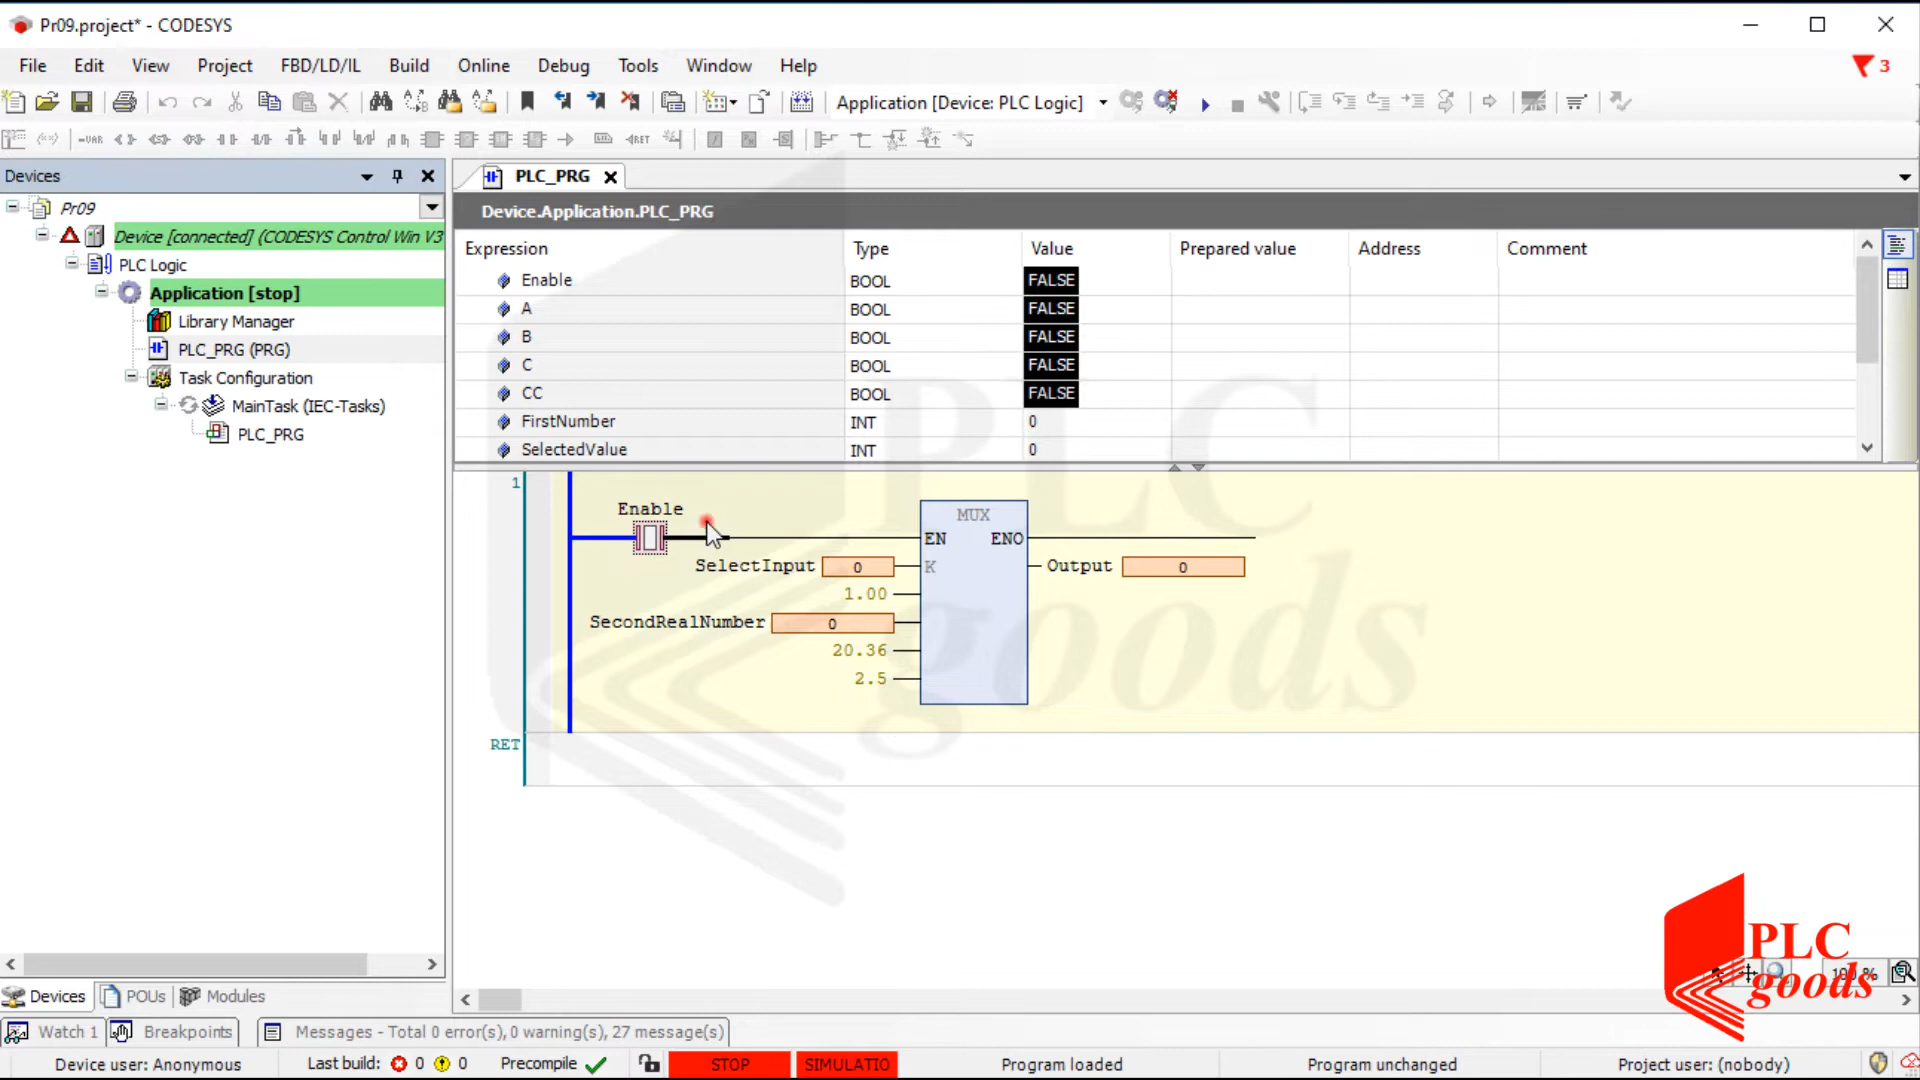 Pr09.project* - CODESYS
File Edit View Project FBD/LD/IL Build Online Debug Tools Window Help 3
Application [Device: PLC Logic]
Devices
PLC_PRG
Pr09
Device [connected] (CODESYS Control Win V3
PLC Logic
Application [stop]
Library Manager
PLC_PRG (PRG)
Task Configuration
MainTask (IEC-Tasks)
PLC_PRG
Device.Application.PLC_PRG
Expression Type Value Prepared value Address Comment
Enable BOOL FALSE
A BOOL FALSE
B BOOL FALSE
C BOOL FALSE
CC BOOL FALSE
FirstNumber INT 0
SelectedValue INT 0
1
Enable
MUX
EN ENO
SelectInput 0 K Output 0
1.00
SecondRealNumber 0
20.36
2.5
RET
PLC
goods
PLC
goods
100 %
Devices POUs Modules
Watch 1 Breakpoints Messages - Total 0 error(s), 0 warning(s), 27 message(s)
Device user: Anonymous Last build: 0 0 Precompile STOP SIMULATIO Program loaded Program unchanged Project user: (nobody)